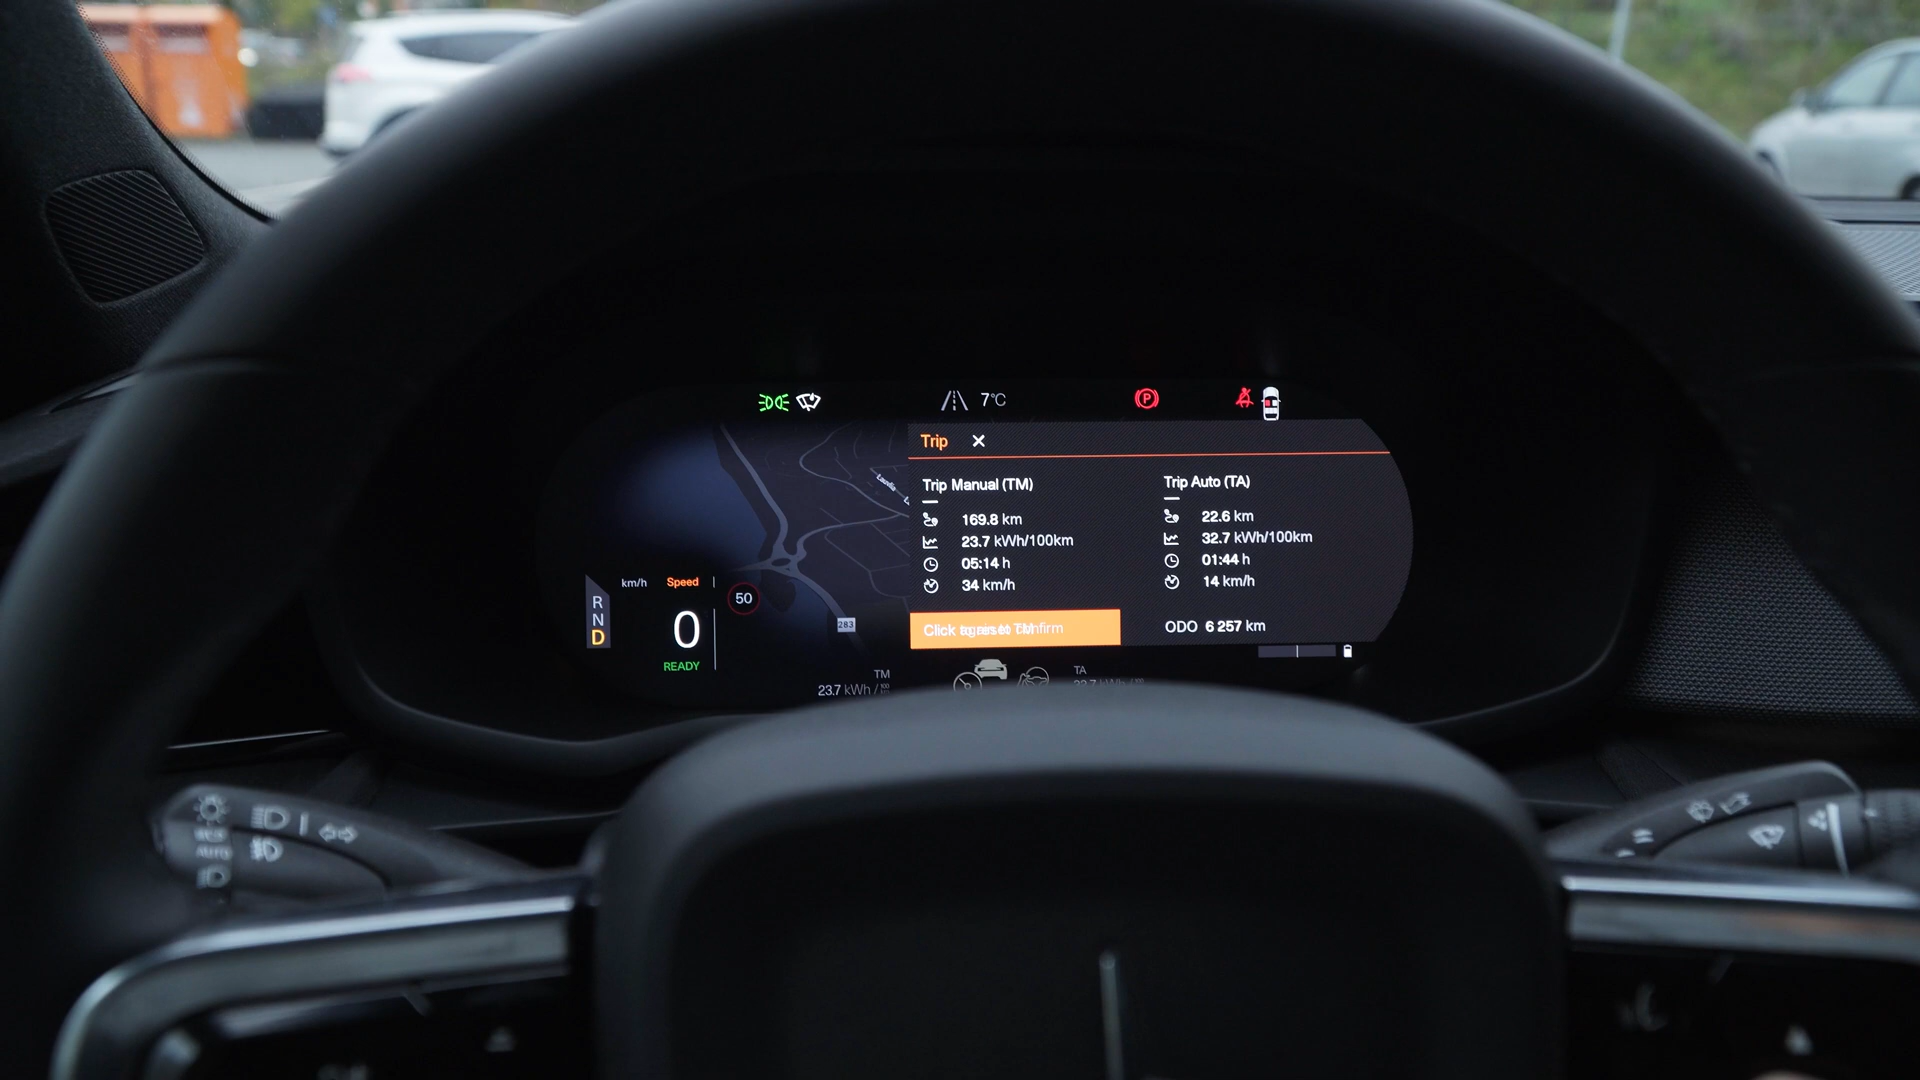 7°C
P
Trip ✕
Trip Manual (TM)
169.8 km
23.7 kWh/100km
05:14 h
34 km/h
Trip Auto (TA)
22.6 km
32.7 kWh/100km
01:44 h
14 km/h
ODO 6 257 km
km/h Speed
R
N
D
0
READY
50
283
TM
23.7 kWh /
TA
AUTO